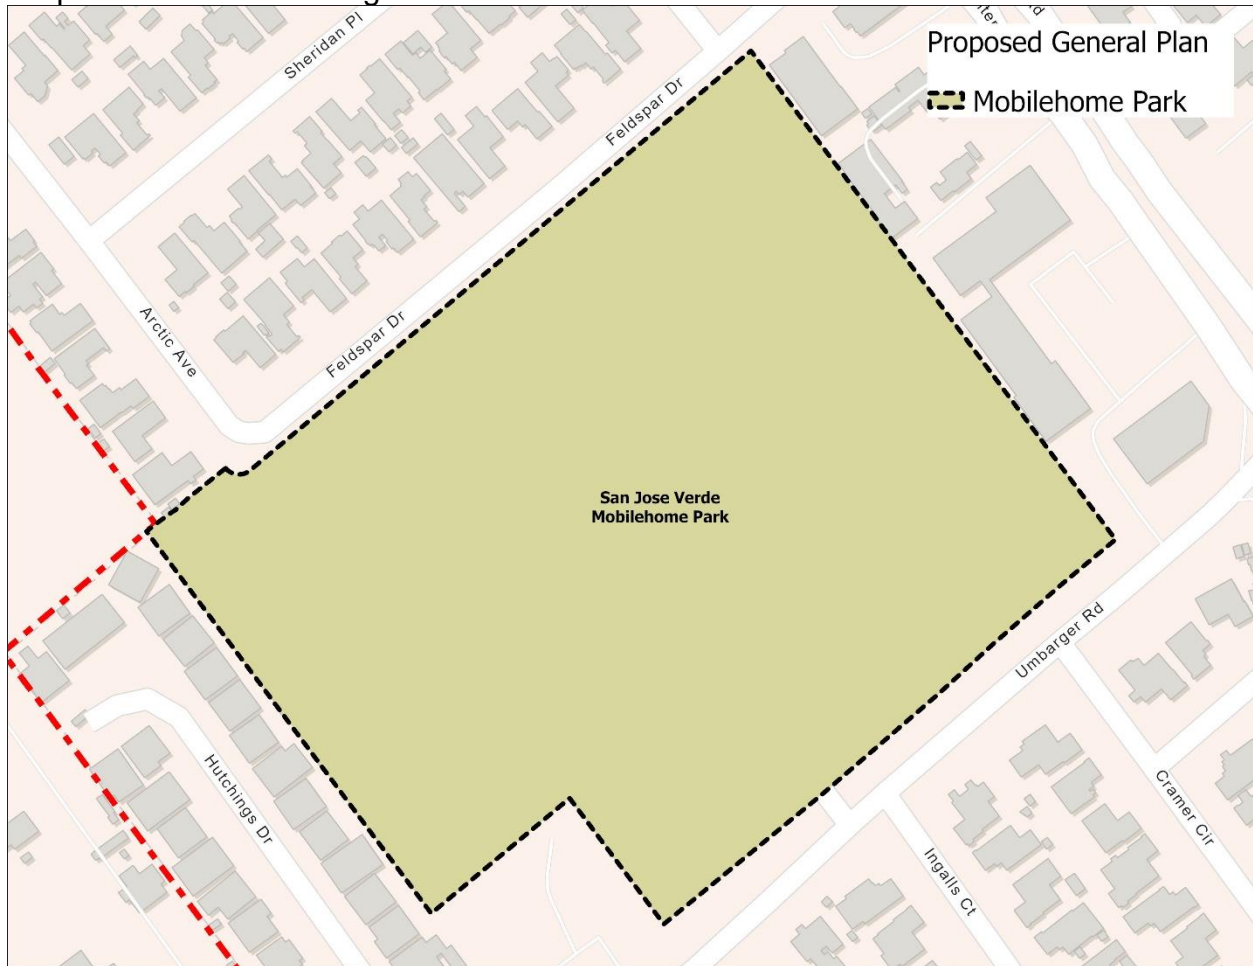 Proposed General Plan
Mobilehome Park
Sheridan Pl
Feldspar Dr
Arctic Ave
Feldspar Dr
San Jose Verde
Mobilehome Park
Umbarger Rd
Hutchings Dr
Cramer Cir
Ingalls Ct